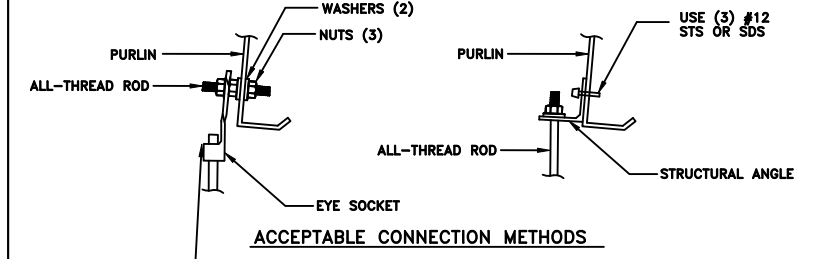 WASHERS (2)
NUTS (3)
PURLIN
ALL-THREAD ROD
EYE SOCKET
USE (3) #12
STS OR SDS
PURLIN
ALL-THREAD ROD
STRUCTURAL ANGLE
ACCEPTABLE CONNECTION METHODS